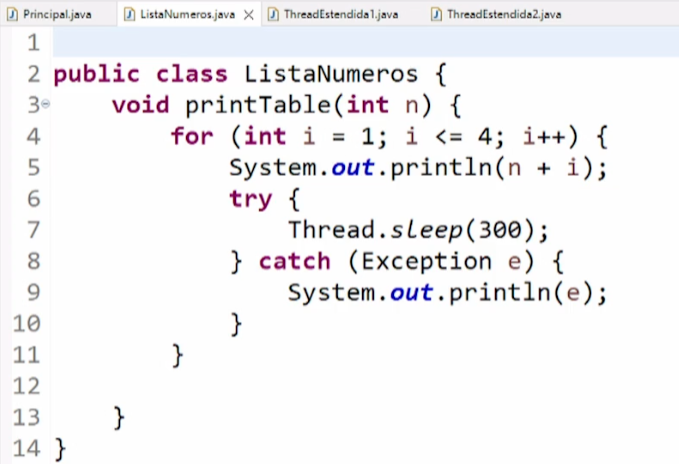 Principal.java ListaNumeros.java ThreadEstendida1.java ThreadEstendida2.java
1
2 public class ListaNumeros {
3 void printTable(int n) {
4 for (int i = 1; i <= 4; i++) {
5 System.out.println(n + i);
6 try {
7 Thread.sleep(300);
8 } catch (Exception e) {
9 System.out.println(e);
10 }
11 }
12
13 }
14 }